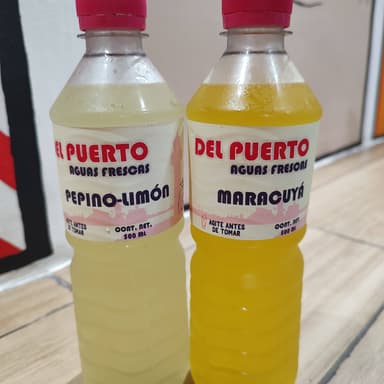 EL PUERTO
AGUAS FRESCAS
PEPINO-LIMÓN
AGITE ANTES
DE TOMAR
CONT. NET.
500 ML
DEL PUERTO
AGUAS FRESCAS
MARACUYÁ
AGITE ANTES
DE TOMAR
CONT. NET.
500 ML